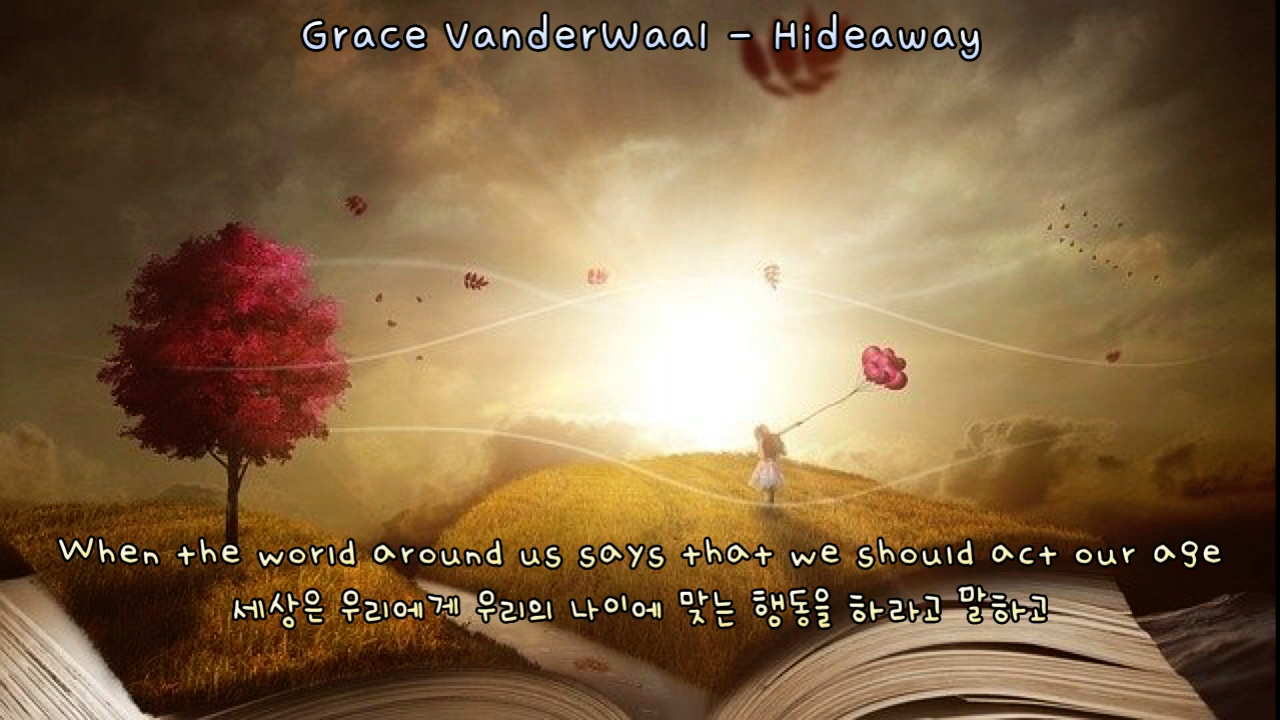 Grace VanderWaal - Hideaway
When the world around us says that we should act our age
세상은 우리에게 우리의 나이에 맞는 행동을 하라고 말하고